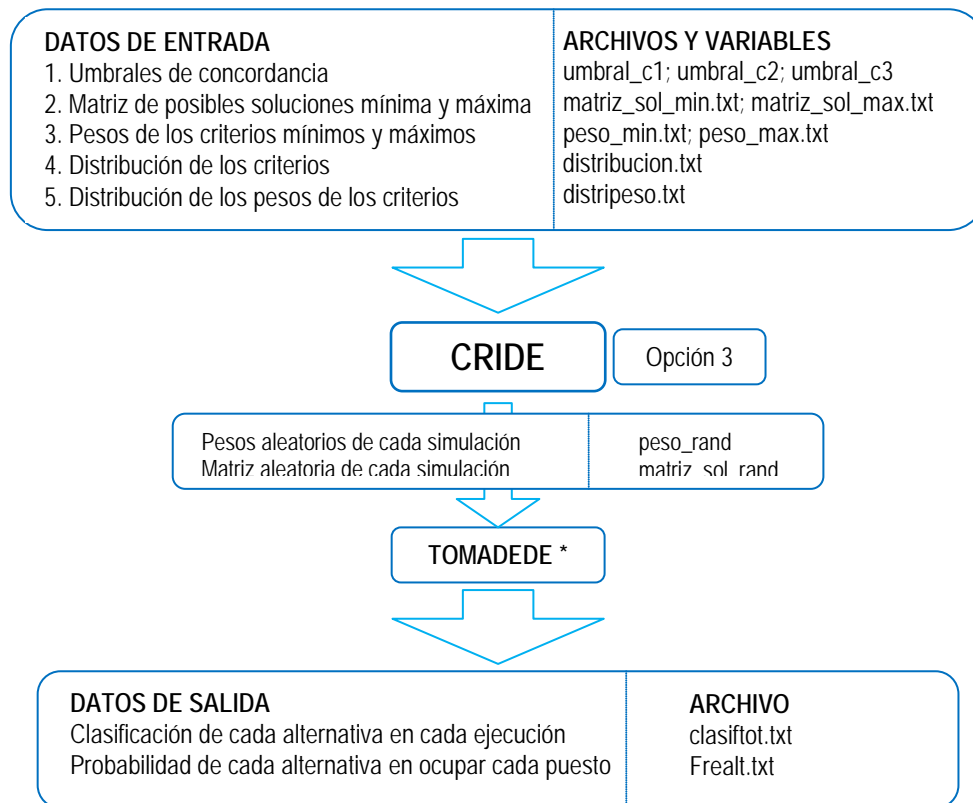 DATOS DE ENTRADA
1. Umbrales de concordancia
2. Matriz de posibles soluciones mínima y máxima
3. Pesos de los criterios mínimos y máximos
4. Distribución de los criterios
5. Distribución de los pesos de los criterios
ARCHIVOS Y VARIABLES
umbral_c1; umbral_c2; umbral_c3
matriz_sol_min.txt; matriz_sol_max.txt
peso_min.txt; peso_max.txt
distribucion.txt
distripeso.txt
CRIDE
Opción 3
Pesos aleatorios de cada simulación
Matriz aleatoria de cada simulación
peso_rand
matriz_sol_rand
TOMADEDE *
DATOS DE SALIDA
Clasificación de cada alternativa en cada ejecución
Probabilidad de cada alternativa en ocupar cada puesto
ARCHIVO
clasiftot.txt
Frealt.txt